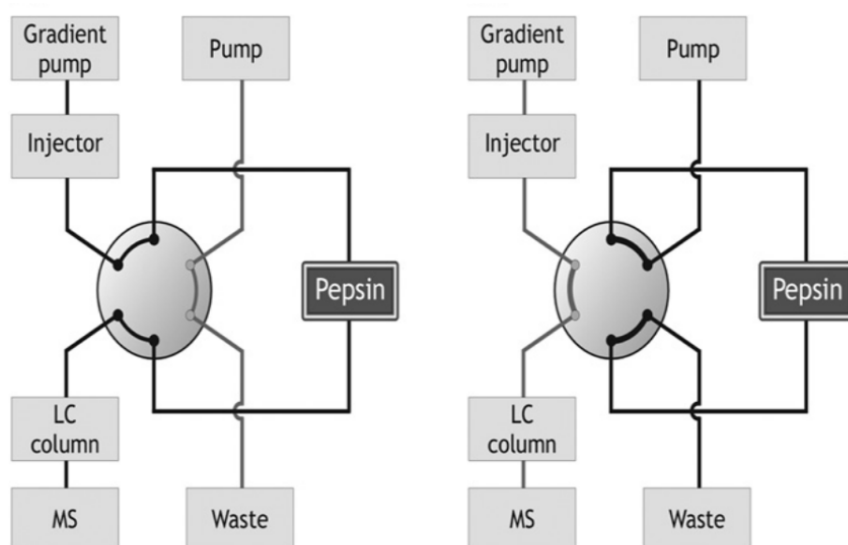 Gradient
pump
Pump
Injector
Pepsin
LC
column
MS
Waste
Gradient
pump
Pump
Injector
Pepsin
LC
column
MS
Waste